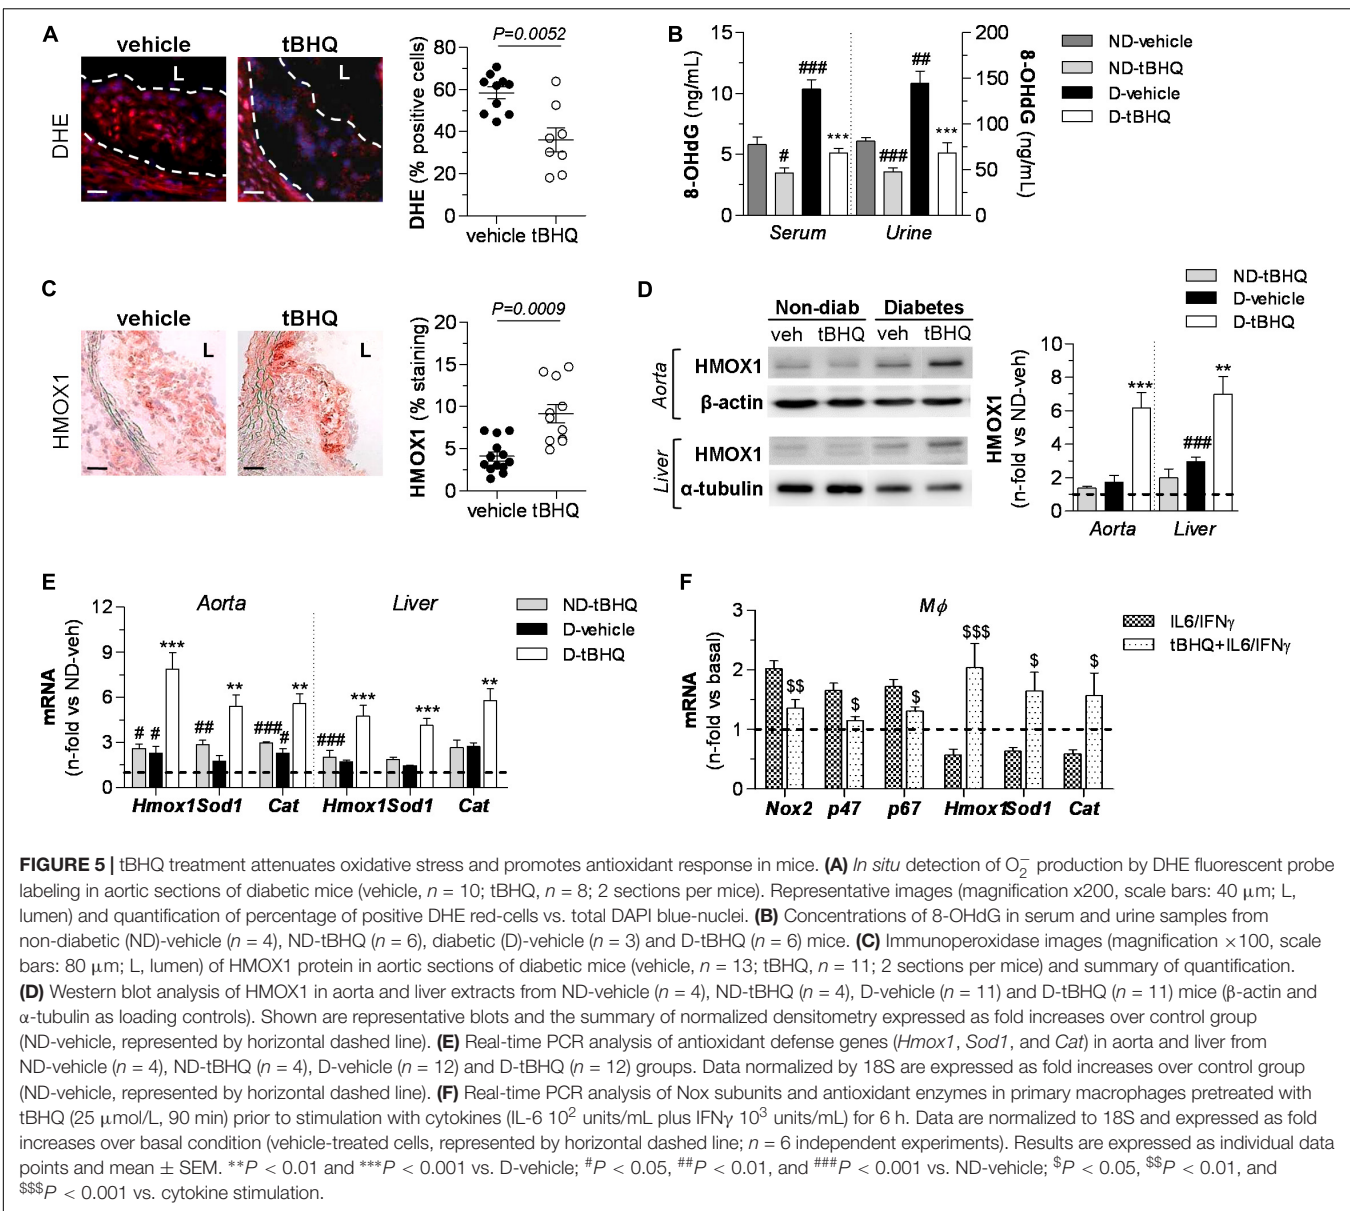 A
vehicle
tBHQ
L
L
DHE
P=0.0052
80
60
40
20
0
DHE (% positive cells)
vehicle tBHQ
B
15
10
5
0
8-OHdG (ng/mL)
###
#
***
##
###
***
200
150
100
50
0
8-OHdG (ng/mL)
Serum
Urine
ND-vehicle
ND-tBHQ
D-vehicle
D-tBHQ
C
vehicle
tBHQ
L
L
HMOX1
P=0.0009
20
15
10
5
0
HMOX1 (% staining)
vehicle tBHQ
D
Non-diab
Diabetes
veh tBHQ veh tBHQ
Aorta
HMOX1
β-actin
Liver
HMOX1
α-tubulin
ND-tBHQ
D-vehicle
D-tBHQ
10
8
6
4
2
0
HMOX1
(n-fold vs ND-veh)
***
###
**
Aorta
Liver
E
Aorta
Liver
12
9
6
3
0
mRNA
(n-fold vs ND-veh)
# # ***
## **
### # **
### ***
***
**
Hmox1 Sod1 Cat Hmox1 Sod1 Cat
ND-tBHQ
D-vehicle
D-tBHQ
F
Mϕ
3
2
1
0
mRNA
(n-fold vs basal)
$$ $ $ $$$ $ $
Nox2 p47 p67 Hmox1 Sod1 Cat
IL6/IFNγ
tBHQ+IL6/IFNγ
FIGURE 5 | tBHQ treatment attenuates oxidative stress and promotes antioxidant response in mice. (A) In situ detection of O₂⁻ production by DHE fluorescent probe
labeling in aortic sections of diabetic mice (vehicle, n = 10; tBHQ, n = 8; 2 sections per mice). Representative images (magnification x200, scale bars: 40 μm; L,
lumen) and quantification of percentage of positive DHE red-cells vs. total DAPI blue-nuclei. (B) Concentrations of 8-OHdG in serum and urine samples from
non-diabetic (ND)-vehicle (n = 4), ND-tBHQ (n = 6), diabetic (D)-vehicle (n = 3) and D-tBHQ (n = 6) mice. (C) Immunoperoxidase images (magnification ×100, scale
bars: 80 μm; L, lumen) of HMOX1 protein in aortic sections of diabetic mice (vehicle, n = 13; tBHQ, n = 11; 2 sections per mice) and summary of quantification.
(D) Western blot analysis of HMOX1 in aorta and liver extracts from ND-vehicle (n = 4), ND-tBHQ (n = 4), D-vehicle (n = 11) and D-tBHQ (n = 11) mice (β-actin and
α-tubulin as loading controls). Shown are representative blots and the summary of normalized densitometry expressed as fold increases over control group
(ND-vehicle, represented by horizontal dashed line). (E) Real-time PCR analysis of antioxidant defense genes (Hmox1, Sod1, and Cat) in aorta and liver from
ND-vehicle (n = 4), ND-tBHQ (n = 4), D-vehicle (n = 12) and D-tBHQ (n = 12) groups. Data normalized by 18S are expressed as fold increases over control group
(ND-vehicle, represented by horizontal dashed line). (F) Real-time PCR analysis of Nox subunits and antioxidant enzymes in primary macrophages pretreated with
tBHQ (25 μmol/L, 90 min) prior to stimulation with cytokines (IL-6 10² units/mL plus IFNγ 10³ units/mL) for 6 h. Data are normalized to 18S and expressed as fold
increases over basal condition (vehicle-treated cells, represented by horizontal dashed line; n = 6 independent experiments). Results are expressed as individual data
points and mean ± SEM. **P < 0.01 and ***P < 0.001 vs. D-vehicle; #P < 0.05, ##P < 0.01, and ###P < 0.001 vs. ND-vehicle; $P < 0.05, $$P < 0.01, and
$$$P < 0.001 vs. cytokine stimulation.